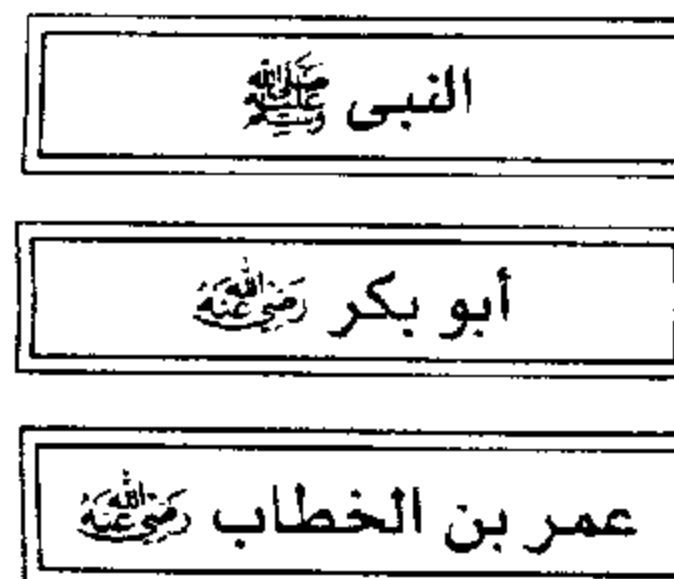 النبى ﷺ
أبو بكر رضي الله عنه
عمر بن الخطاب رضي الله عنه